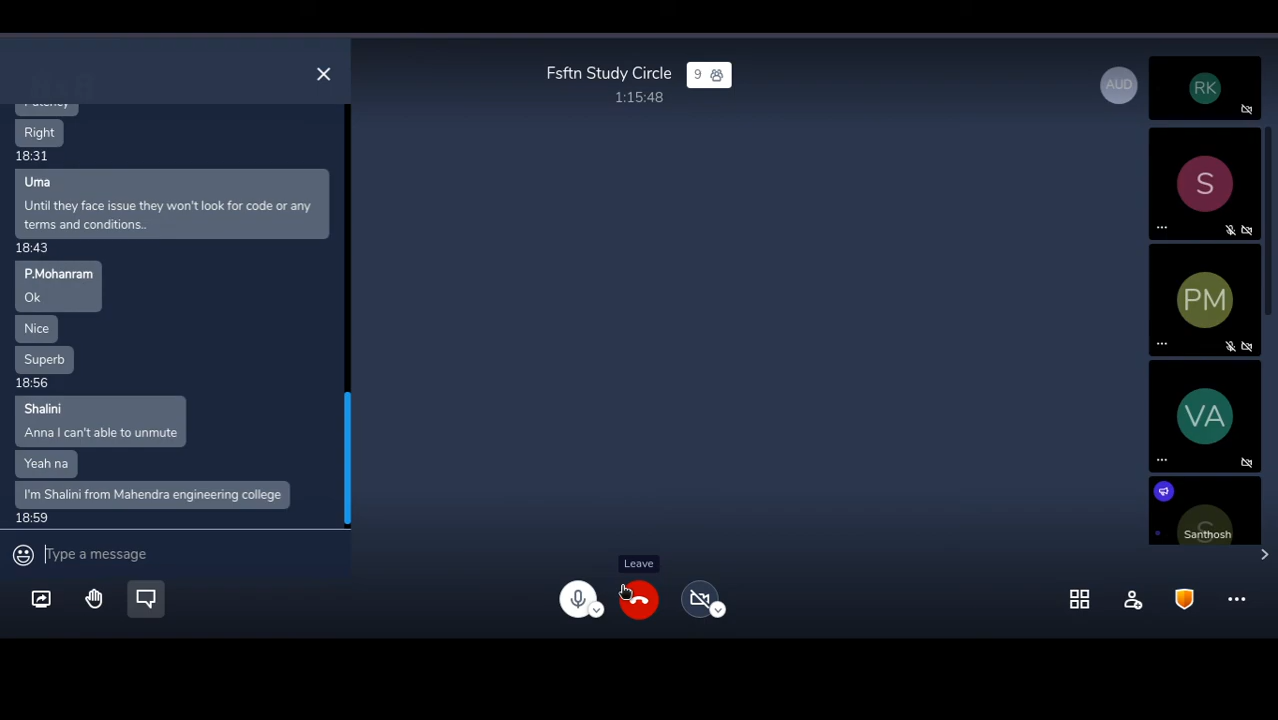 Fsftn Study Circle
9
1:15:48
AUD
RK
Right
18:31
Uma
Until they face issue they won't look for code or any
terms and conditions..
18:43
P.Mohanram
Ok
Nice
Superb
18:56
Shalini
Anna I can't able to unmute
Yeah na
I'm Shalini from Mahendra engineering college
18:59
Type a message
S
PM
VA
S
Santhosh
Leave